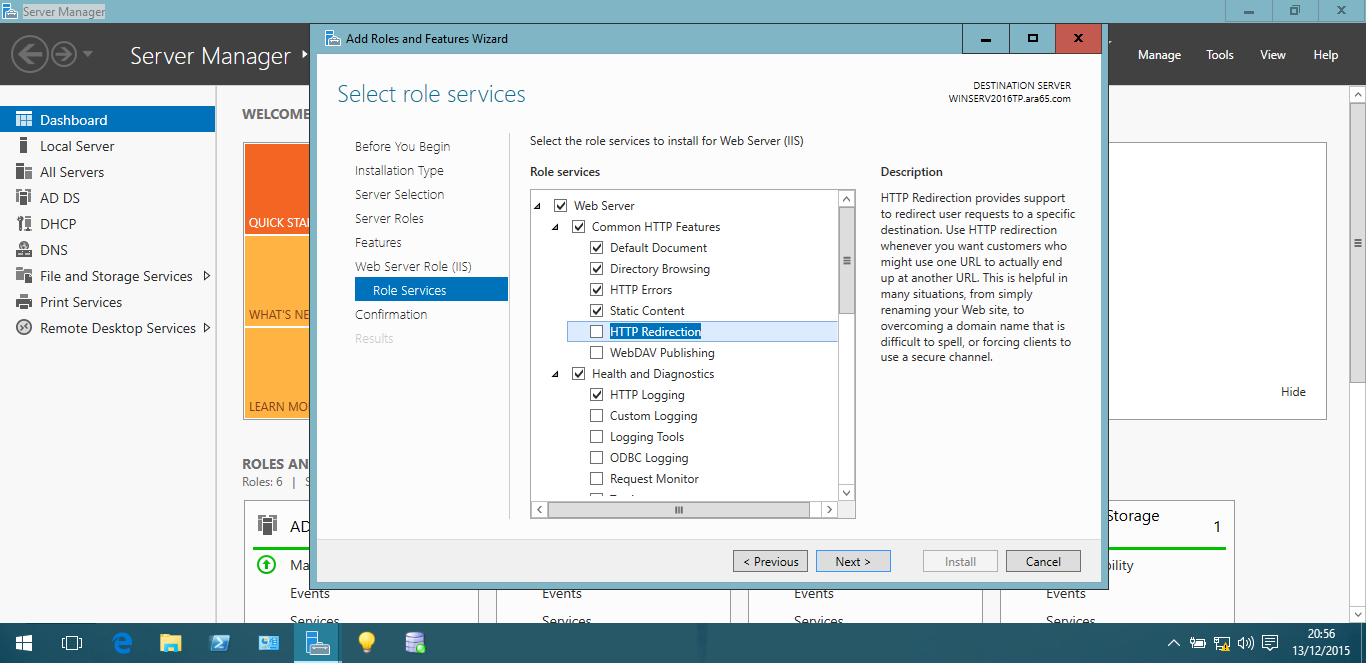 Server Manager
Add Roles and Features Wizard
Server Manager
Manage
Tools
View
Help
Select role services
DESTINATION SERVER
WINSERV2016TP.ara65.com
Dashboard
Local Server
All Servers
AD DS
DHCP
DNS
File and Storage Services
Print Services
Remote Desktop Services
WELCOME
QUICK STA
WHAT'S NE
LEARN MO
Before You Begin
Installation Type
Server Selection
Server Roles
Features
Web Server Role (IIS)
Role Services
Confirmation
Results
Select the role services to install for Web Server (IIS)
Role services
Web Server
Common HTTP Features
Default Document
Directory Browsing
HTTP Errors
Static Content
HTTP Redirection
WebDAV Publishing
Health and Diagnostics
HTTP Logging
Custom Logging
Logging Tools
ODBC Logging
Request Monitor
Description
HTTP Redirection provides support
to redirect user requests to a specific
destination. Use HTTP redirection
whenever you want customers who
might use one URL to actually end
up at another URL. This is helpful in
many situations, from simply
renaming your Web site, to
overcoming a domain name that is
difficult to spell, or forcing clients to
use a secure channel.
Hide
ROLES AN
Roles: 6 | S
AD
Storage
1
Ma
bility
Events
Events
Events
Events
Services
Services
Services
Services
< Previous
Next >
Install
Cancel
20:56
13/12/2015